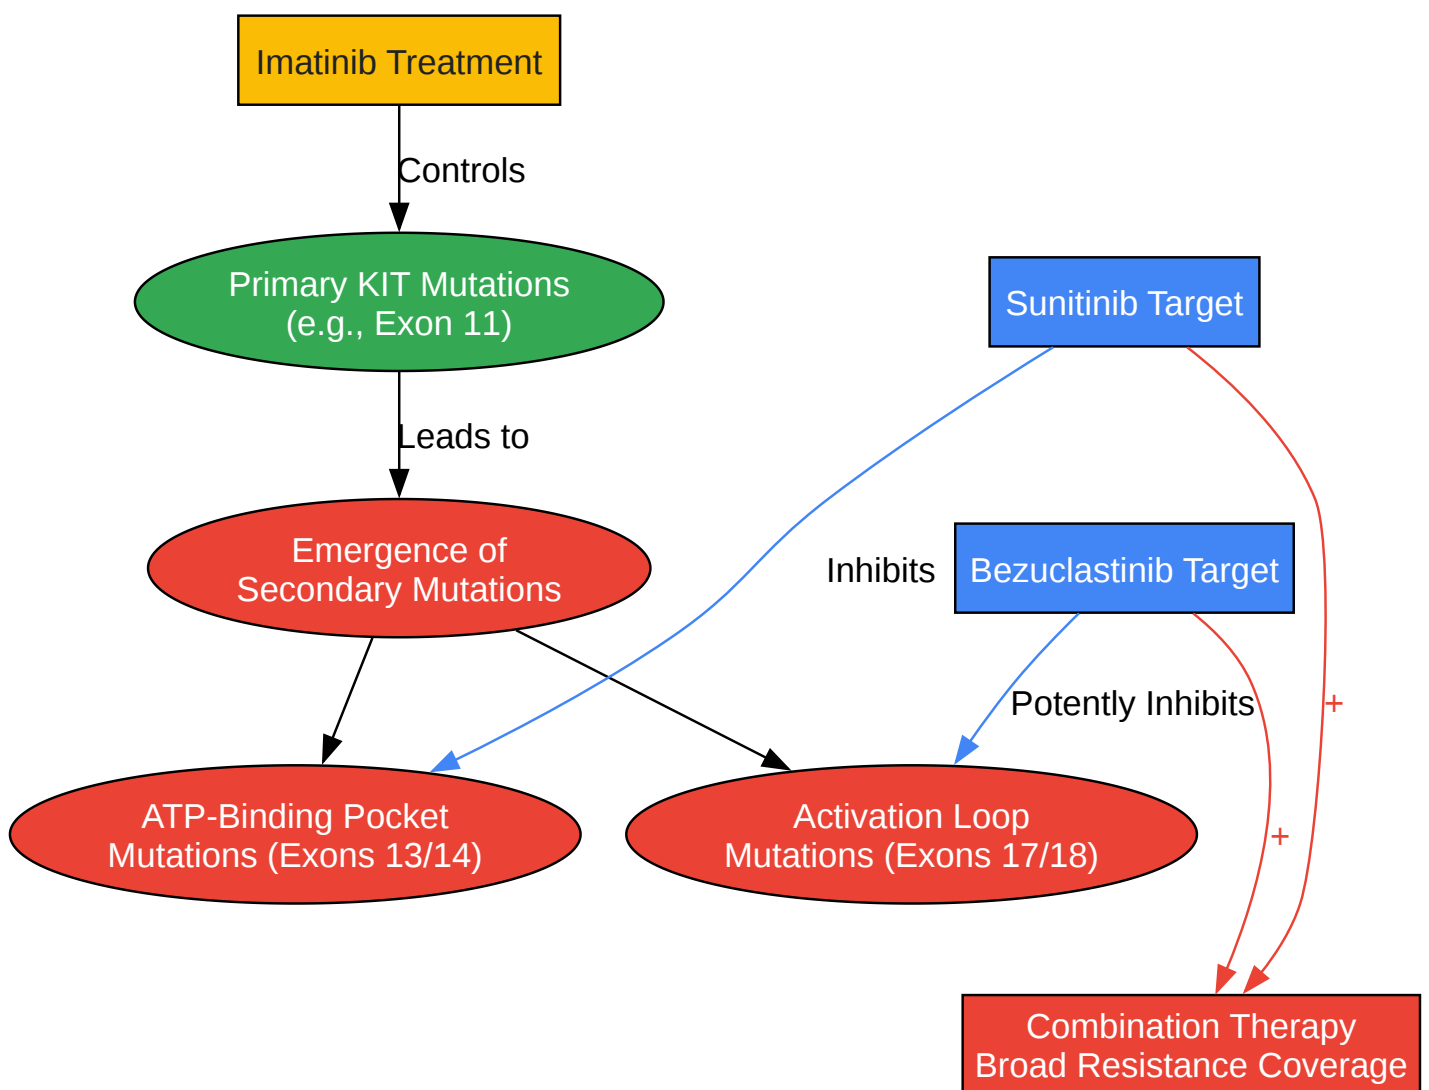 Imatinib Treatment
Controls
Primary KIT Mutations
(e.g., Exon 11)
Sunitinib Target
Leads to
Emergence of
Secondary Mutations
Inhibits
Bezuclastinib Target
Potently Inhibits
+
ATP-Binding Pocket
Mutations (Exons 13/14)
Activation Loop
Mutations (Exons 17/18)
+
Combination Therapy
Broad Resistance Coverage